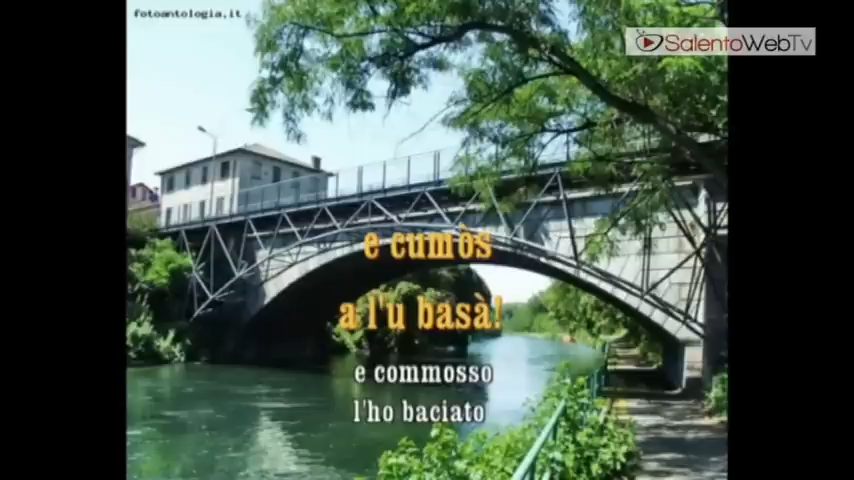 fotoantologia.it
SalentoWebTv
e cumòs
a l'u basà!
e commosso
l'ho baciato